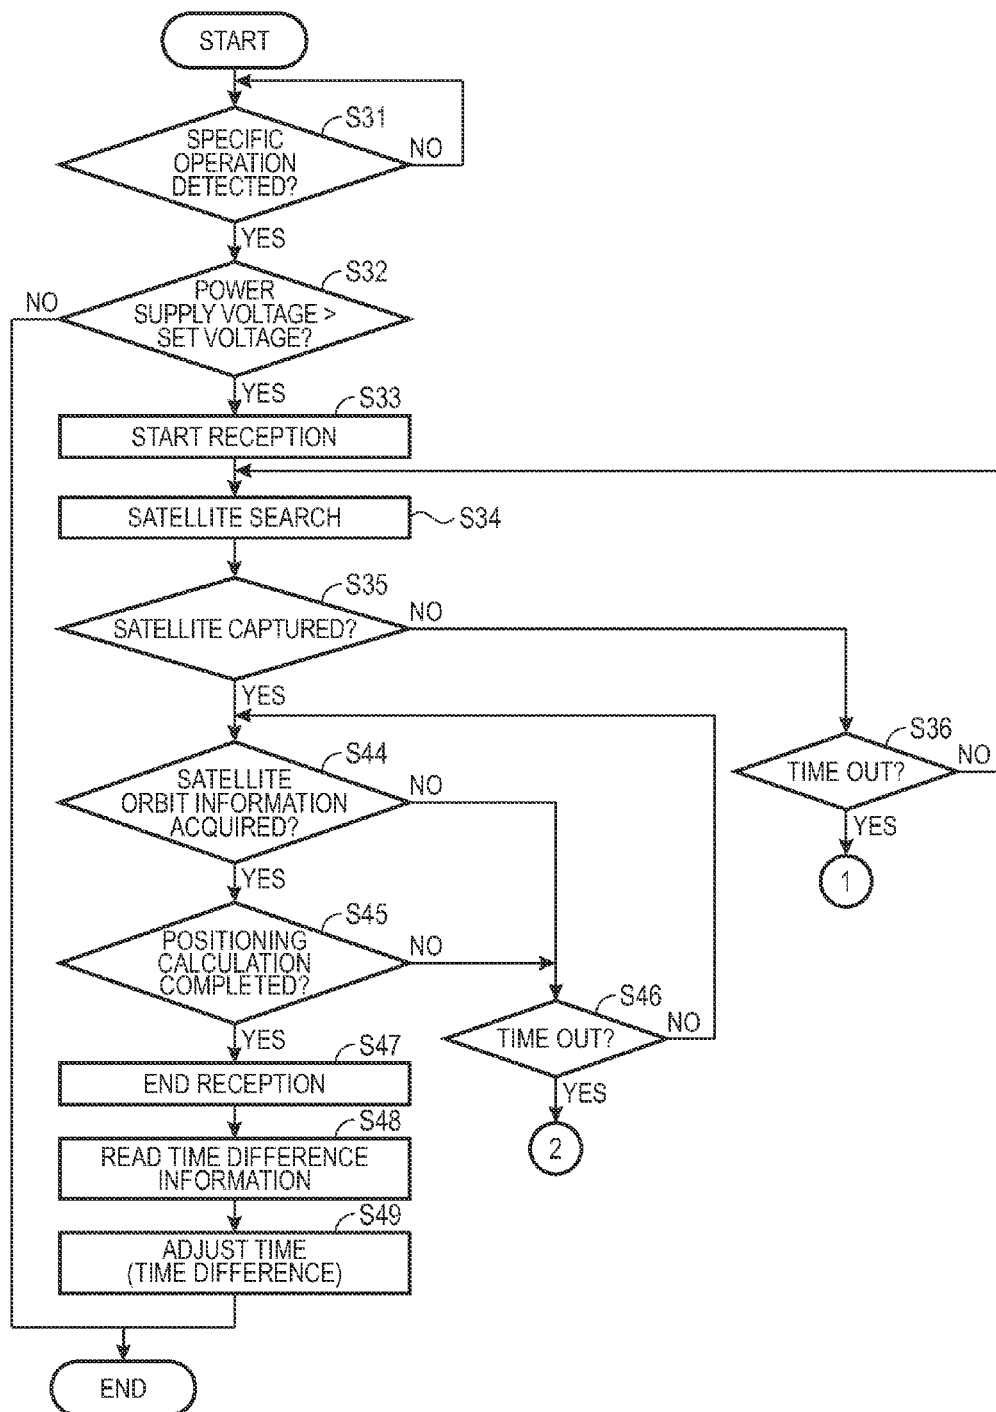 START
S31
SPECIFIC
OPERATION
DETECTED?
NO
YES
S32
NO
POWER
SUPPLY VOLTAGE >
SET VOLTAGE?
YES
S33
START RECEPTION
SATELLITE SEARCH
S34
S35
SATELLITE CAPTURED?
NO
YES
S36
TIME OUT?
NO
YES
1
S44
SATELLITE
ORBIT INFORMATION
ACQUIRED?
NO
YES
S45
POSITIONING
CALCULATION
COMPLETED?
NO
YES
S46
TIME OUT?
NO
YES
2
S47
END RECEPTION
S48
READ TIME DIFFERENCE
INFORMATION
S49
ADJUST TIME
(TIME DIFFERENCE)
END